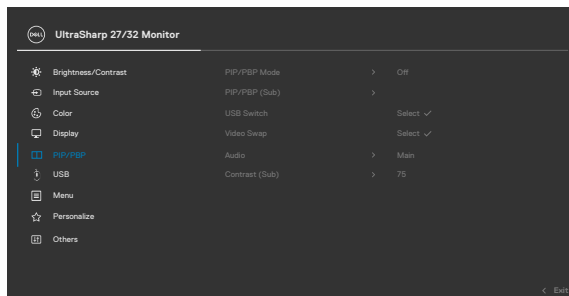 DELL UltraSharp 27/32 Monitor
Brightness/Contrast PIP/PBP Mode > Off
Input Source PIP/PBP (Sub) >
Color USB Switch Select ✓
Display Video Swap Select ✓
PIP/PBP Audio > Main
USB Contrast (Sub) > 75
Menu
Personalize
Others
< Exit